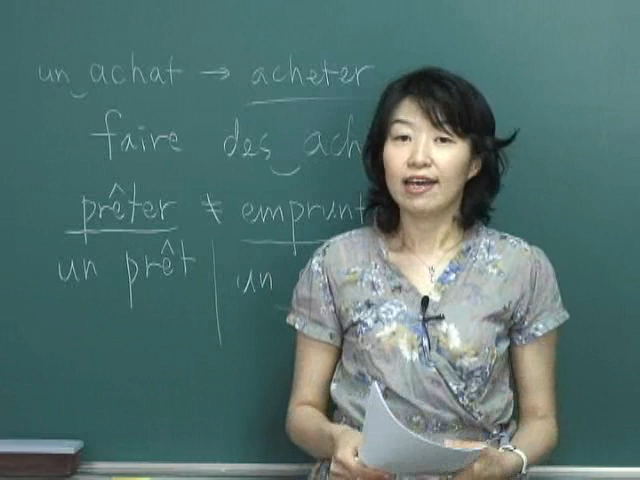 un achat → acheter
faire des ach
prêter ≠ emprunt
un prêt | un